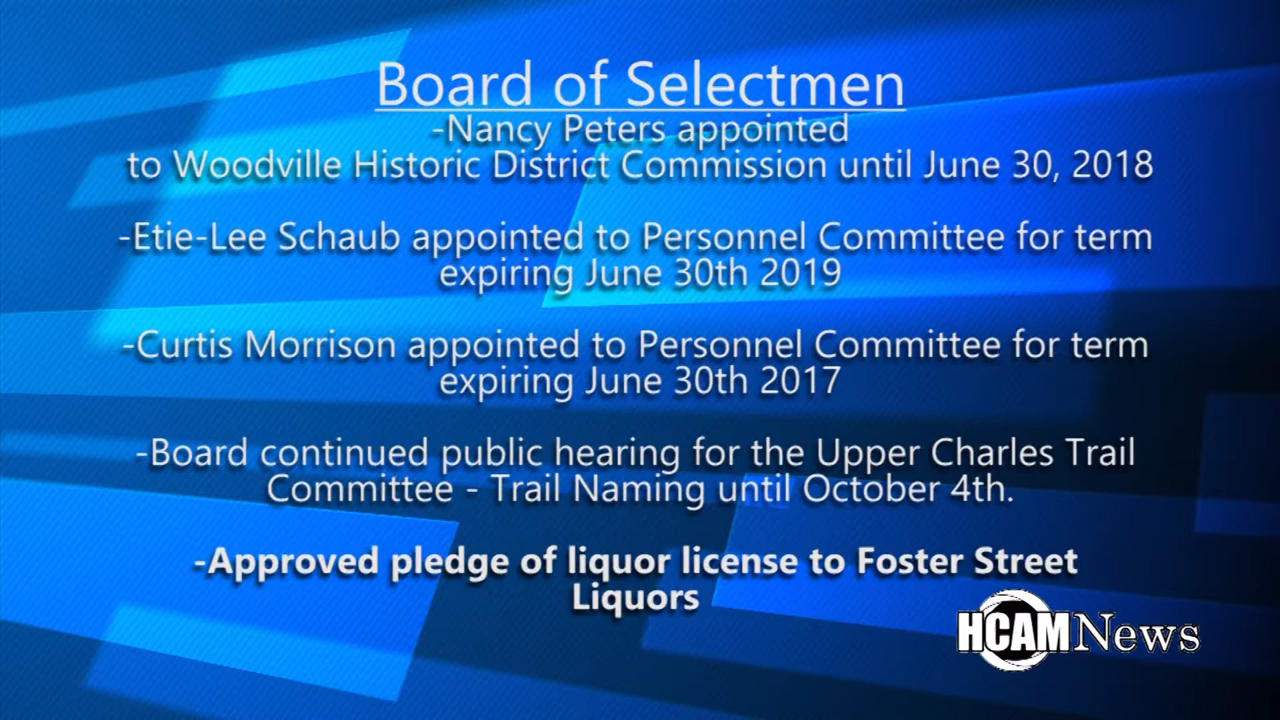 Board of Selectmen
-Nancy Peters appointed
to Woodville Historic District Commission until June 30, 2018
-Etie-Lee Schaub appointed to Personnel Committee for term
expiring June 30th 2019
-Curtis Morrison appointed to Personnel Committee for term
expiring June 30th 2017
-Board continued public hearing for the Upper Charles Trail
Committee - Trail Naming until October 4th.
-Approved pledge of liquor license to Foster Street
Liquors
HCAM News